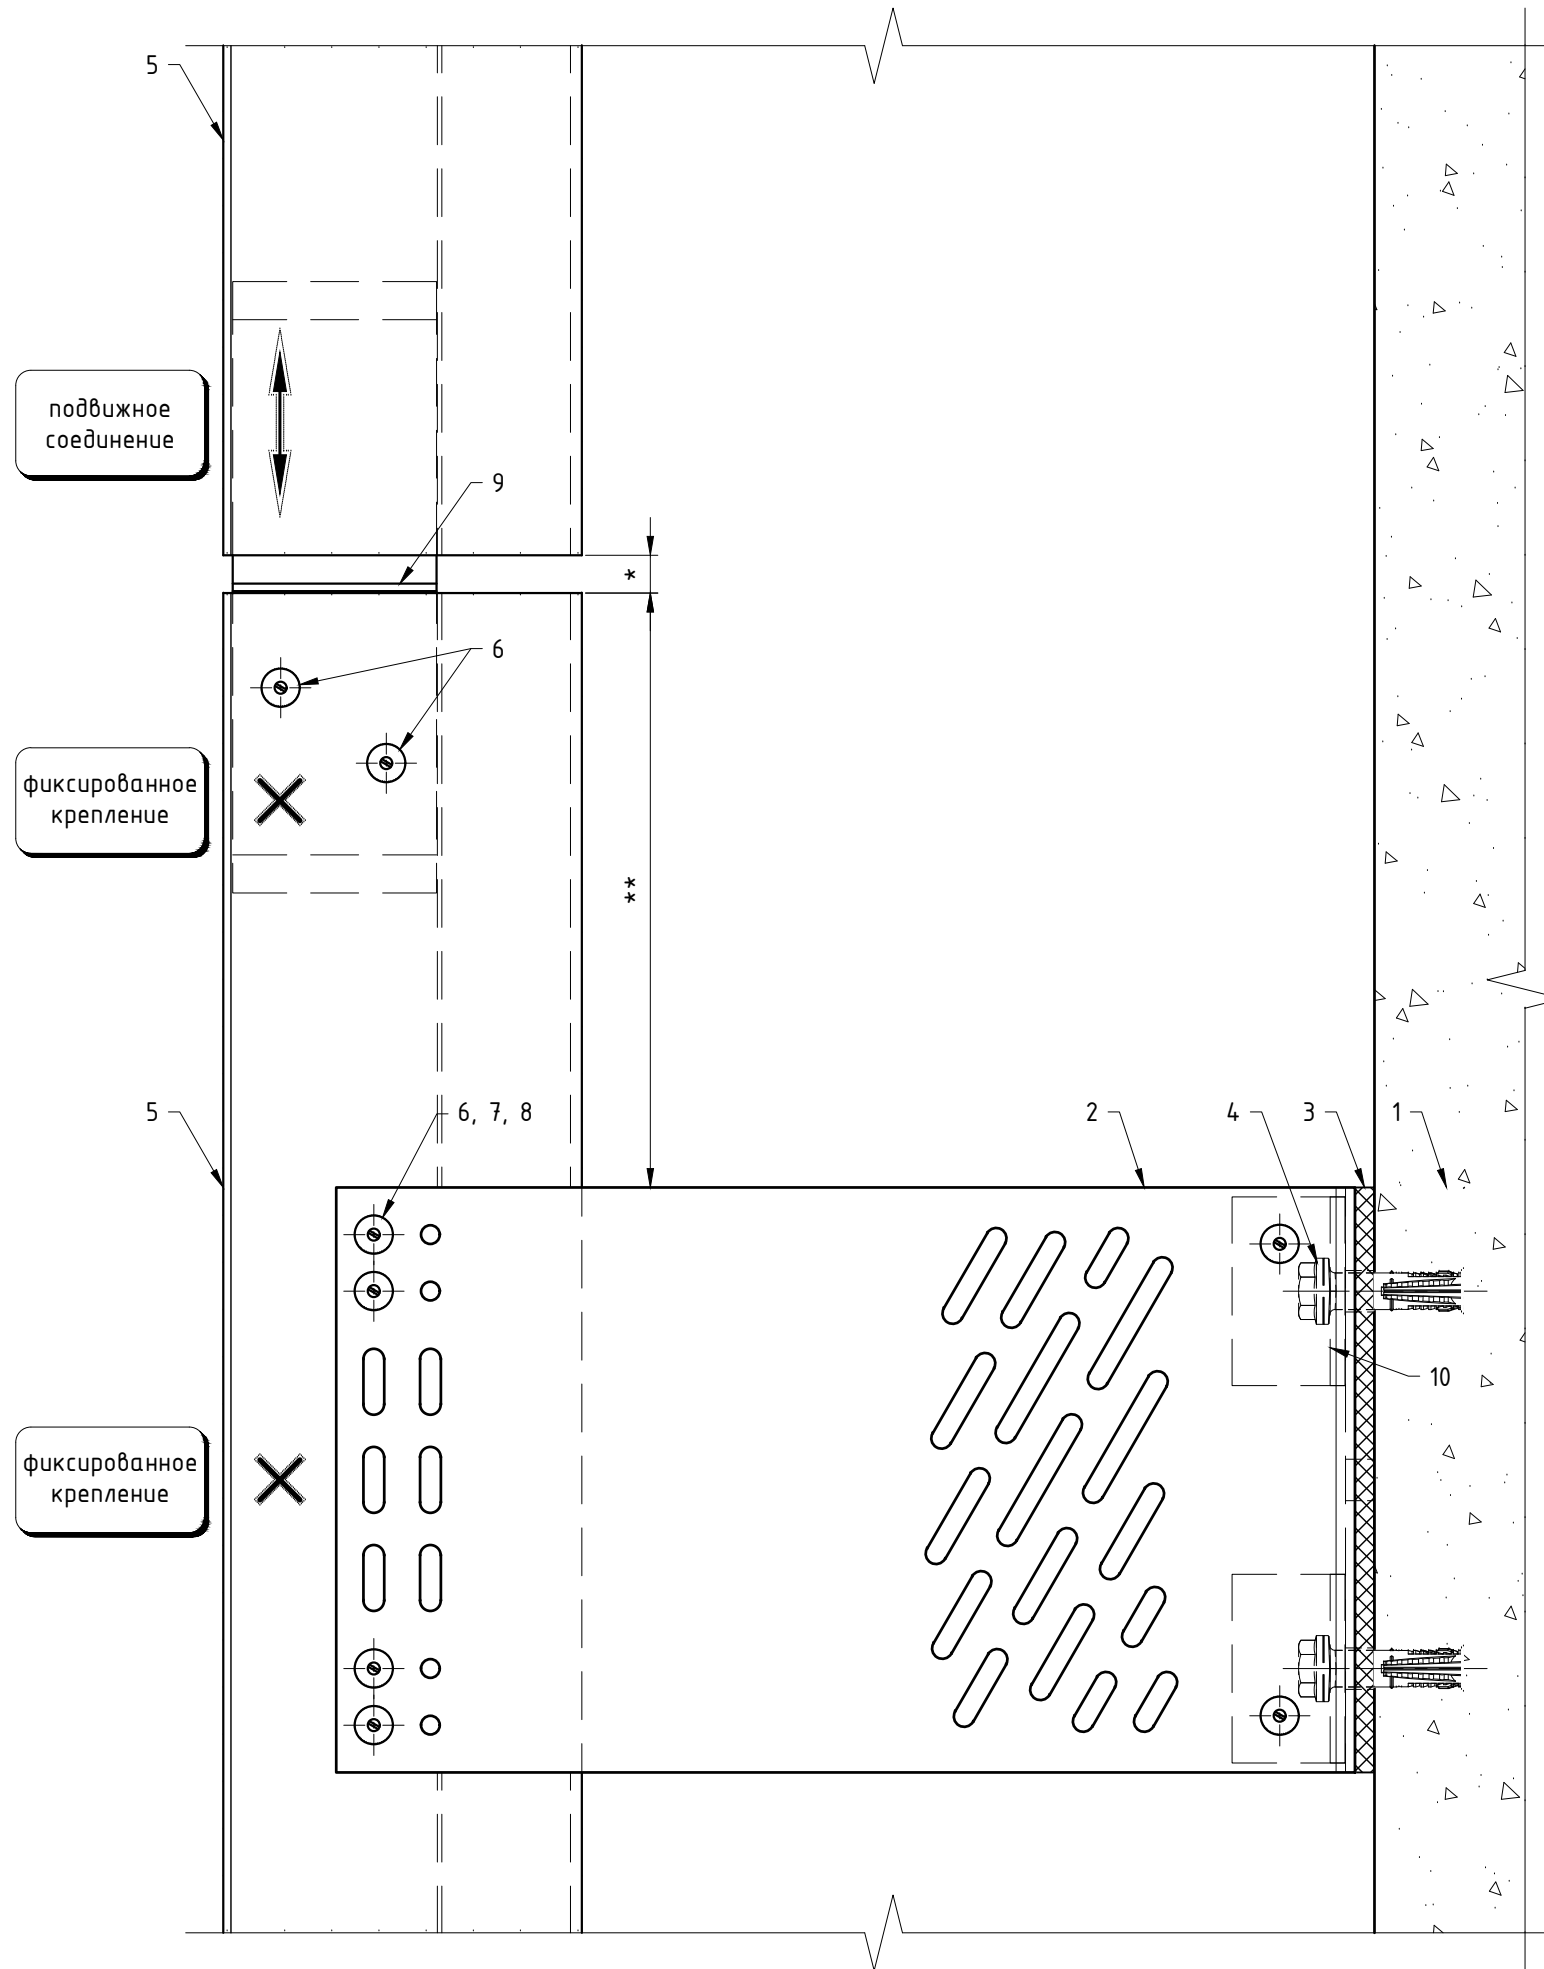 5
подвижное
соединение
9
*
6
фиксированное
крепление
**
5
6, 7, 8
2
4
3
1
10
фиксированное
крепление